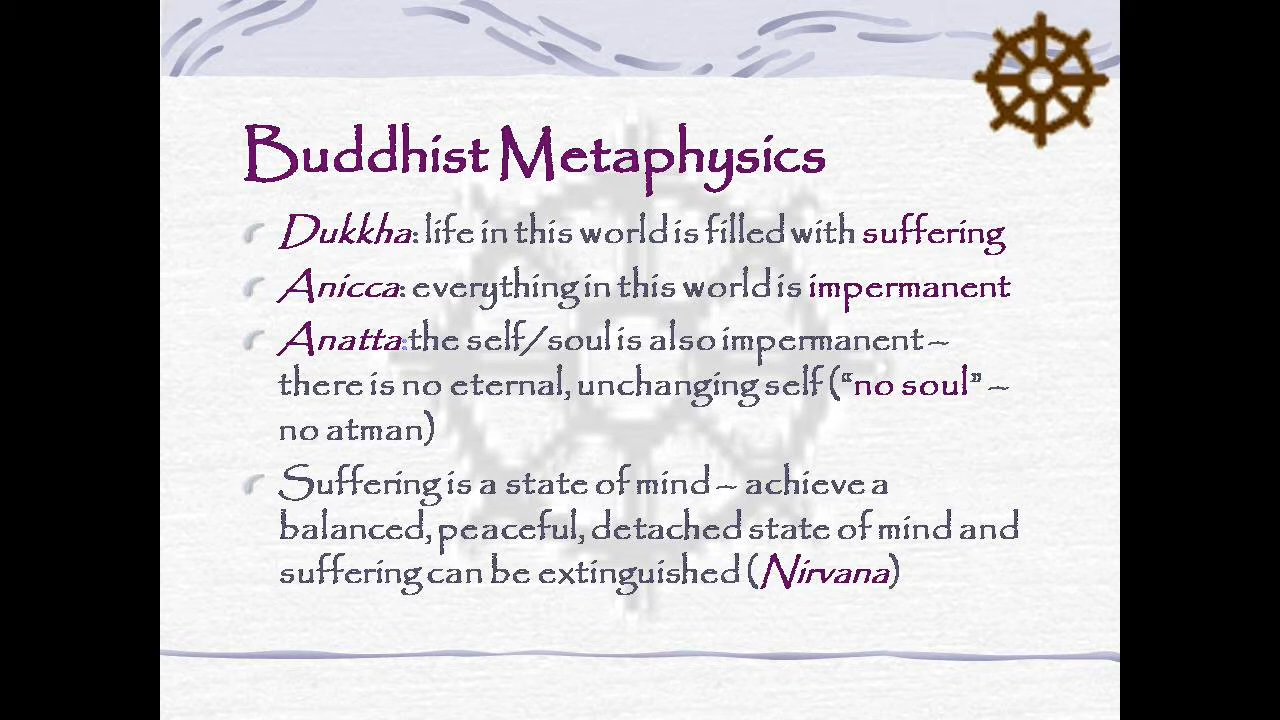 Buddhist Metaphysics
Dukkha: life in this world is filled with suffering
Anicca: everything in this world is impermanent
Anatta:the self/soul is also impermanent –
there is no eternal, unchanging self (“no soul” –
no atman)
Suffering is a state of mind – achieve a
balanced, peaceful, detached state of mind and
suffering can be extinguished (Nirvana)